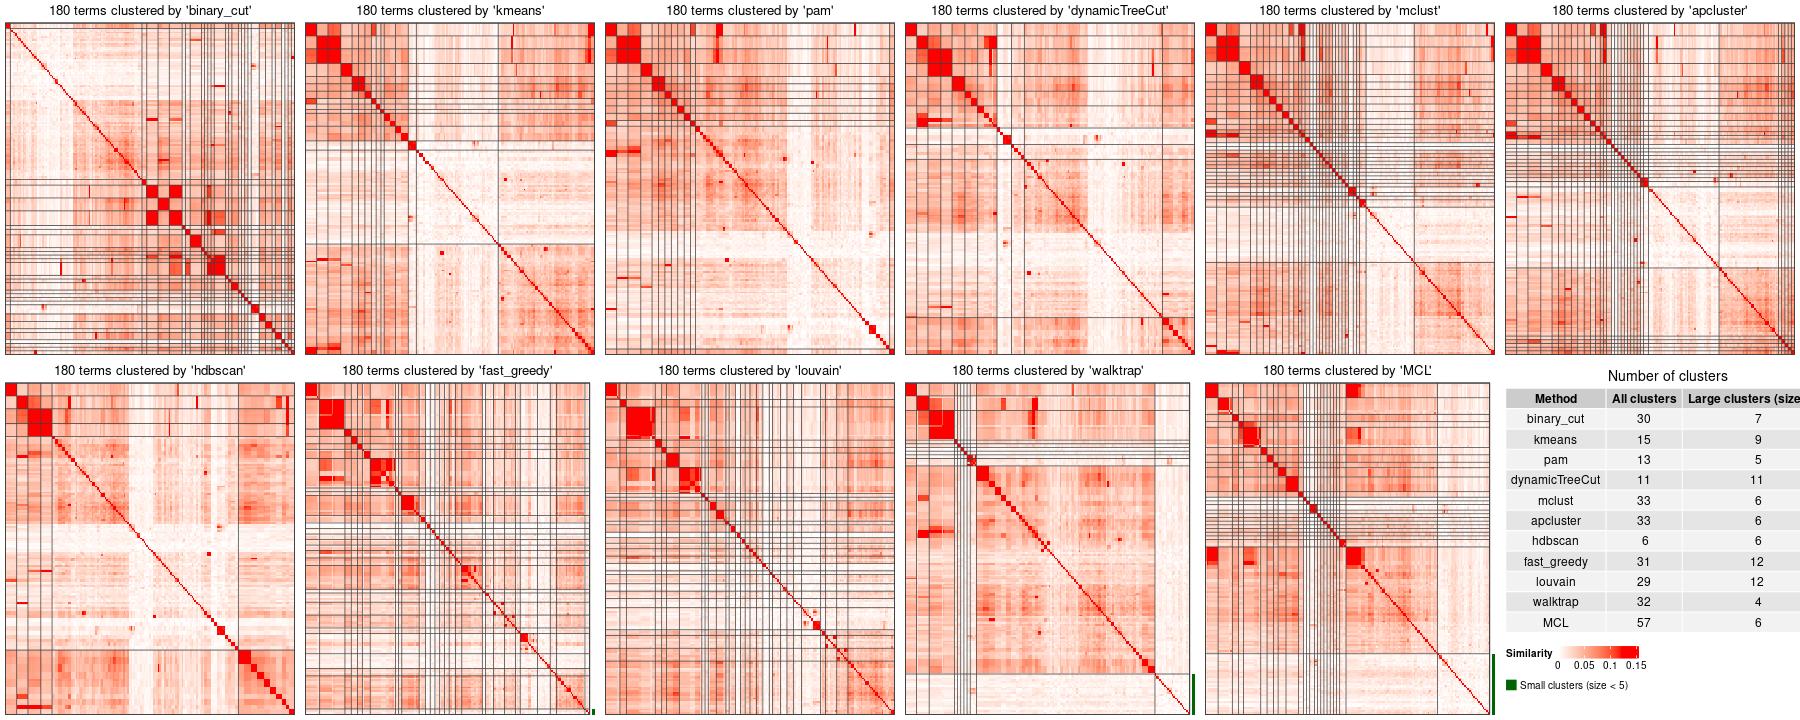 180 terms clustered by 'binary_cut'
180 terms clustered by 'kmeans'
180 terms clustered by 'pam'
180 terms clustered by 'dynamicTreeCut'
180 terms clustered by 'mclust'
180 terms clustered by 'apcluster'
180 terms clustered by 'hdbscan'
180 terms clustered by 'fast_greedy'
180 terms clustered by 'louvain'
180 terms clustered by 'walktrap'
180 terms clustered by 'MCL'
Number of clusters
Method All clusters Large clusters (size
binary_cut 30 7
kmeans 15 9
pam 13 5
dynamicTreeCut 11 11
mclust 33 6
apcluster 33 6
hdbscan 6 6
fast_greedy 31 12
louvain 29 12
walktrap 32 4
MCL 57 6
Similarity
0 0.05 0.1 0.15
Small clusters (size < 5)